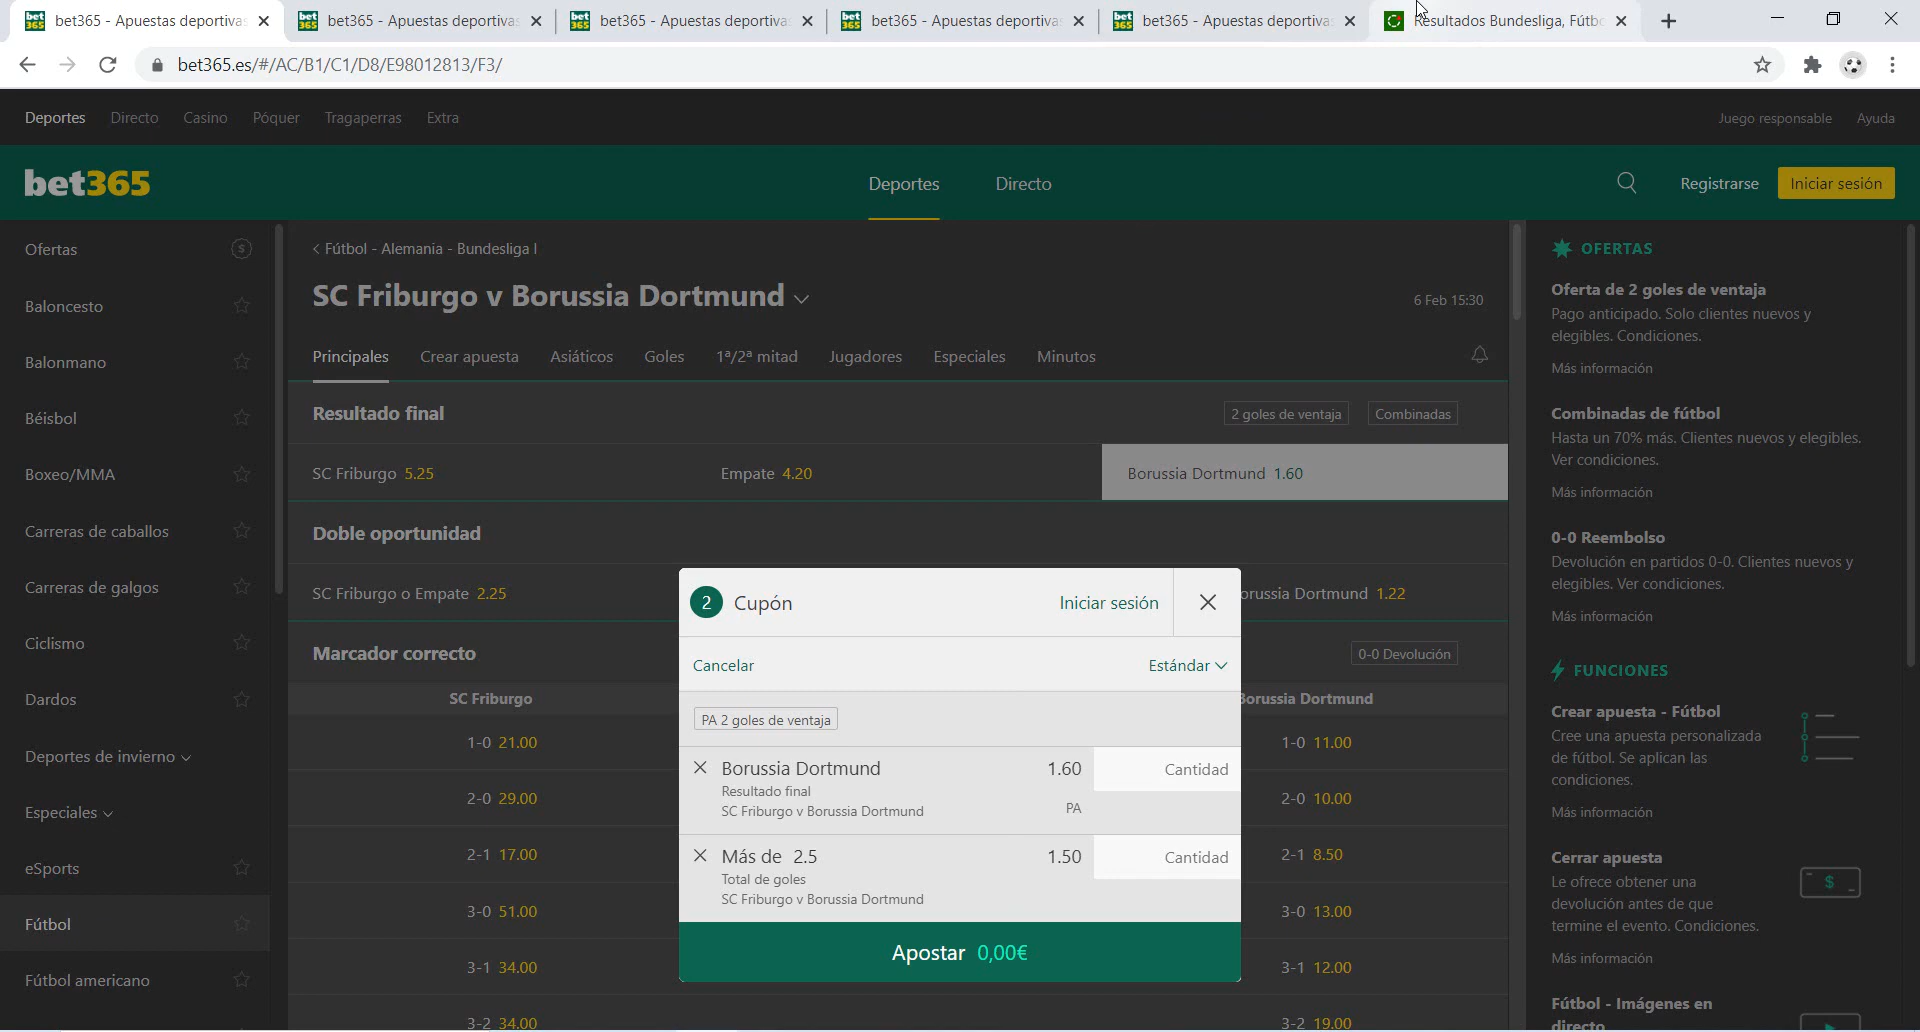 bet365 - Apuestas deportivas
bet365 - Apuestas deportivas
bet365 - Apuestas deportiva
bet365 - Apuestas deportiva
bet365 - Apuestas deportiva
Resultados Bundesliga, Fútb
bet365.es/#/AC/B1/C1/D8/E98012813/F3/
Deportes Directo Casino Póquer Tragaperras Extra
Juego responsable Ayuda
bet365
Deportes Directo
Registrarse Iniciar sesión
Ofertas
Baloncesto
Balonmano
Béisbol
Boxeo/MMA
Carreras de caballos
Carreras de galgos
Ciclismo
Dardos
Deportes de invierno
Especiales
eSports
Fútbol
Fútbol americano
< Fútbol - Alemania - Bundesliga I
SC Friburgo v Borussia Dortmund
6 Feb 15:30
Principales Crear apuesta Asiáticos Goles 1ª/2ª mitad Jugadores Especiales Minutos
Resultado final 2 goles de ventaja Combinadas
SC Friburgo 5.25 Empate 4.20 Borussia Dortmund 1.60
Doble oportunidad
SC Friburgo o Empate 2.25 orussia Dortmund 1.22
Marcador correcto 0-0 Devolución
SC Friburgo Borussia Dortmund
1-0 21.00 1-0 11.00
2-0 29.00 2-0 10.00
2-1 17.00 2-1 8.50
3-0 51.00 3-0 13.00
3-1 34.00 3-1 12.00
3-2 34.00 3-2 19.00
2 Cupón Iniciar sesión
Cancelar Estándar
PA 2 goles de ventaja
Borussia Dortmund 1.60 Cantidad
Resultado final
SC Friburgo v Borussia Dortmund PA
Más de 2.5 1.50 Cantidad
Total de goles
SC Friburgo v Borussia Dortmund
Apostar 0,00€
OFERTAS
Oferta de 2 goles de ventaja
Pago anticipado. Solo clientes nuevos y
elegibles. Condiciones.
Más información
Combinadas de fútbol
Hasta un 70% más. Clientes nuevos y elegibles.
Ver condiciones.
Más información
0-0 Reembolso
Devolución en partidos 0-0. Clientes nuevos y
elegibles. Ver condiciones.
Más información
FUNCIONES
Crear apuesta - Fútbol
Cree una apuesta personalizada
de fútbol. Se aplican las
condiciones.
Más información
Cerrar apuesta
Le ofrece obtener una
devolución antes de que
termine el evento. Condiciones.
Más información
Fútbol - Imágenes en
directo